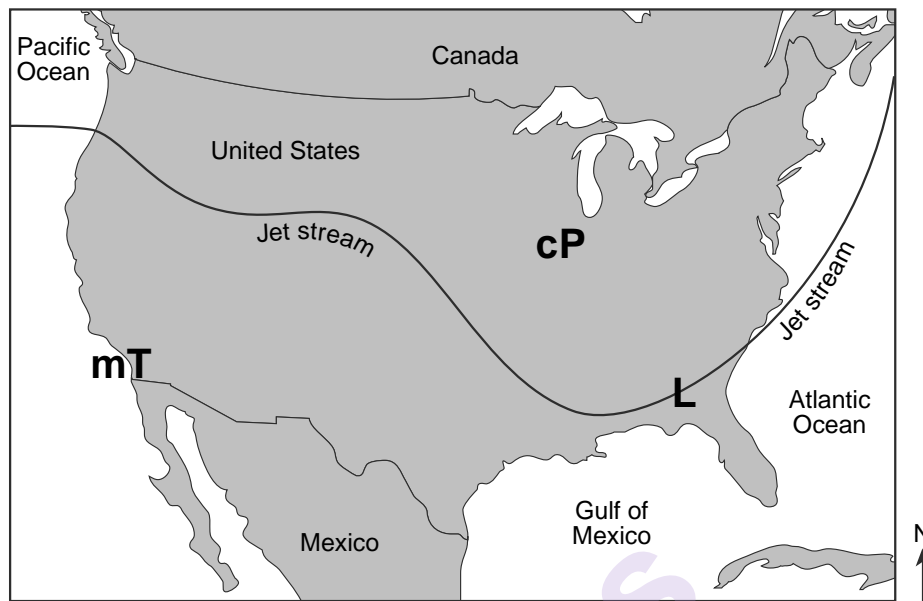 Pacific
Ocean
Canada
United States
Jet stream
cP
Jet stream
mT
L
Atlantic
Ocean
Gulf of
Mexico
Mexico
N
S